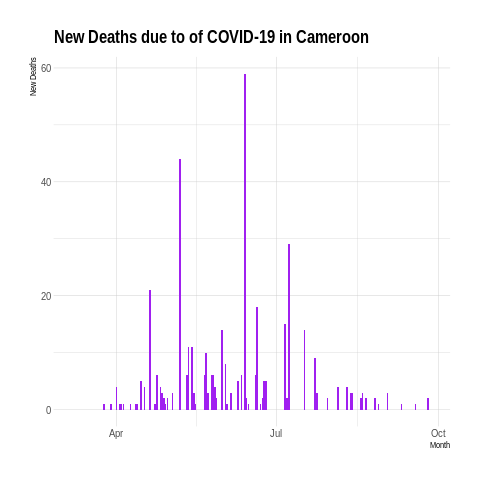 New Deaths due to of COVID-19 in Cameroon
New Deaths
60
40
20
0
Apr
Jul
Oct
Month